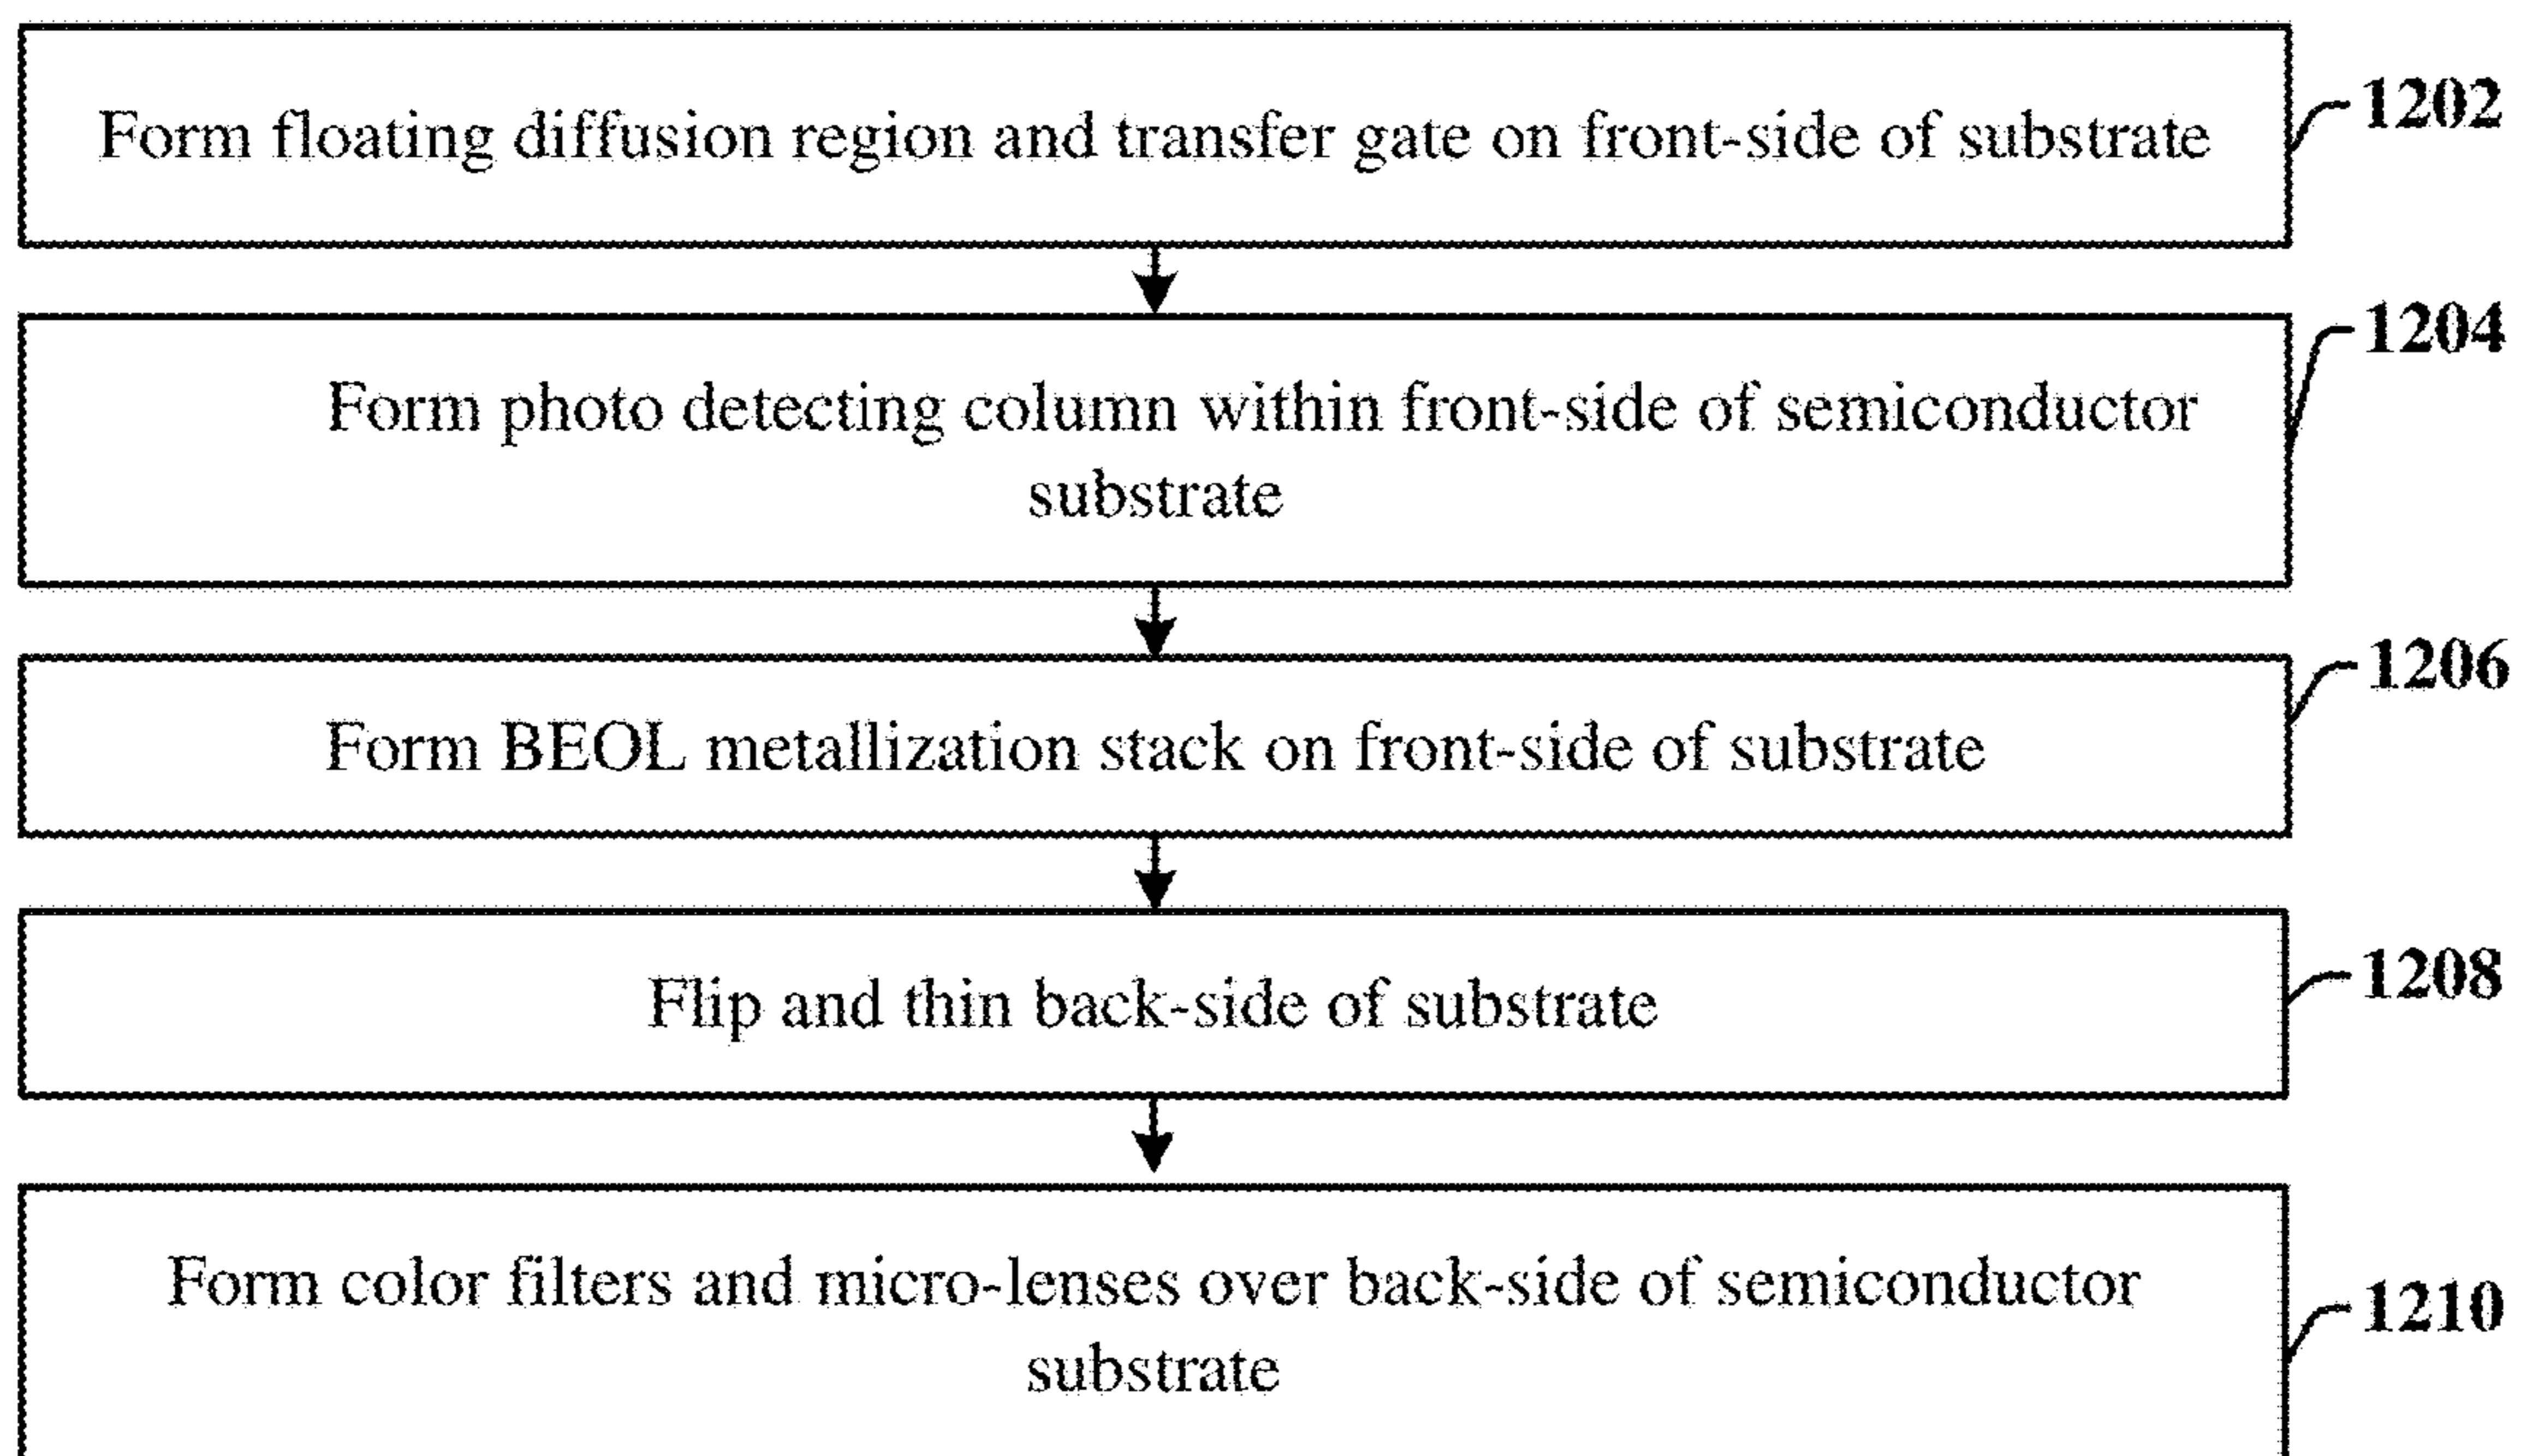 Form floating diffusion region and transfer gate on front-side of substrate
1202
1204
Form photo detecting column within front-side of semiconductor
substrate
1206
Form BEOL metallization stack on front-side of substrate
Flip and thin back-side of substrate
1208
Form color filters and micro-lenses over back-side of semiconductor
1210
substrate